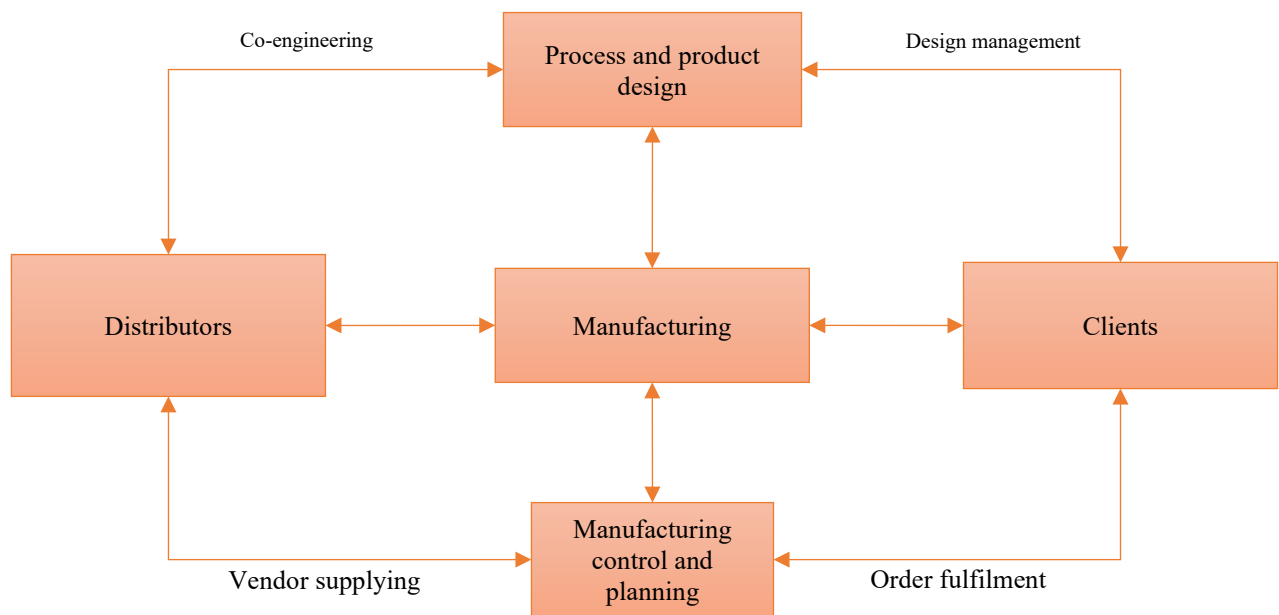 Co-engineering
Process and product
design
Design management
Distributors
Manufacturing
Clients
Manufacturing
control and
planning
Vendor supplying
Order fulfilment